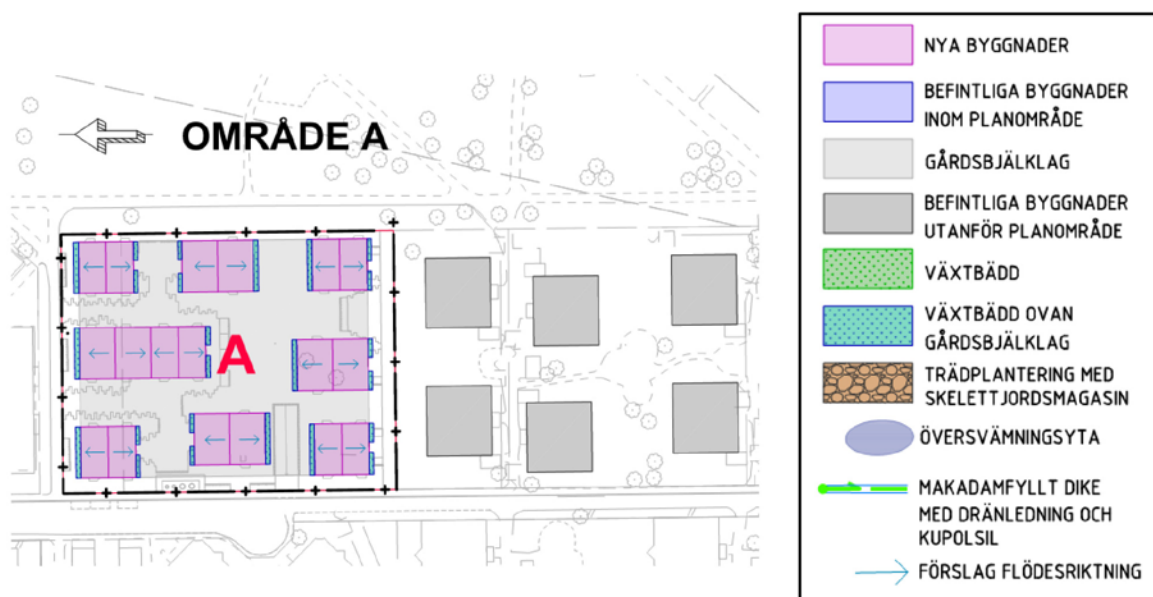 OMRÅDE A
A
NYA BYGGNADER
BEFINTLIGA BYGGNADER
INOM PLANOMRÅDE
GÅRDSBJÄLKLAG
BEFINTLIGA BYGGNADER
UTANFÖR PLANOMRÅDE
VÄXTBÄDD
VÄXTBÄDD OVAN
GÅRDSBJÄLKLAG
TRÄDPLANTERING MED
SKELETTJORDSMAGASIN
ÖVERSVÄMNINGSYTA
MAKADAMFYLLT DIKE
MED DRÄNLEDNING OCH
KUPOLSIL
FÖRSLAG FLÖDESRIKTNING